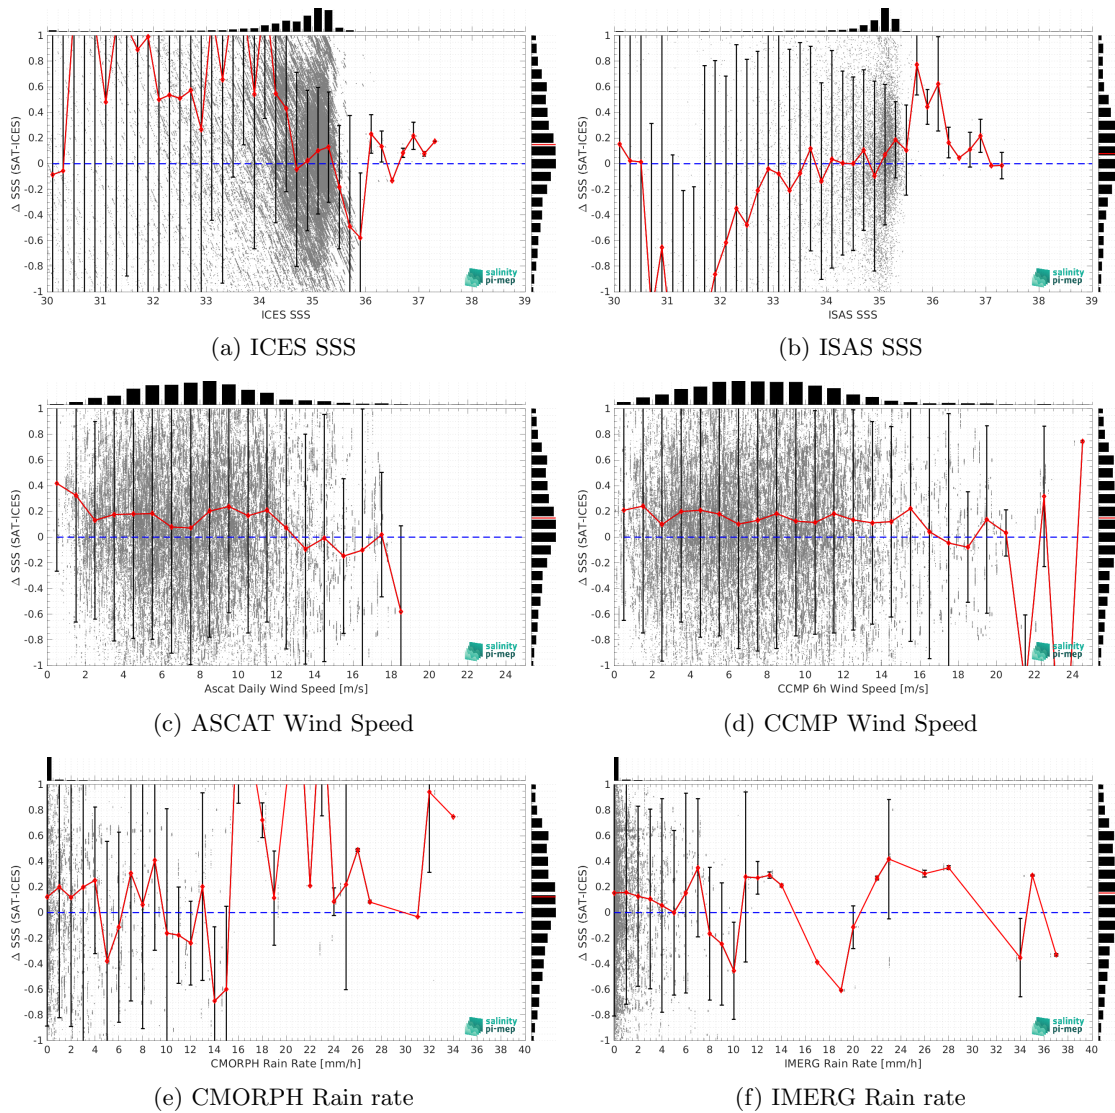 1
0.8
0.6
0.4
0.2
0
-0.2
-0.4
-0.6
-0.8
-1
Δ SSS (SAT-ICES)
30 31 32 33 34 35 36 37 38 39
ICES SSS
salinity
pi-mep
(a) ICES SSS
1
0.8
0.6
0.4
0.2
0
-0.2
-0.4
-0.6
-0.8
-1
Δ SSS (SAT-ICES)
30 31 32 33 34 35 36 37 38 39
ISAS SSS
salinity
pi-mep
(b) ISAS SSS
1
0.8
0.6
0.4
0.2
0
-0.2
-0.4
-0.6
-0.8
-1
Δ SSS (SAT-ICES)
0 2 4 6 8 10 12 14 16 18 20 22 24
Ascat Daily Wind Speed [m/s]
salinity
pi-mep
(c) ASCAT Wind Speed
1
0.8
0.6
0.4
0.2
0
-0.2
-0.4
-0.6
-0.8
-1
Δ SSS (SAT-ICES)
0 2 4 6 8 10 12 14 16 18 20 22 24
CCMP 6h Wind Speed [m/s]
salinity
pi-mep
(d) CCMP Wind Speed
1
0.8
0.6
0.4
0.2
0
-0.2
-0.4
-0.6
-0.8
-1
Δ SSS (SAT-ICES)
0 2 4 6 8 10 12 14 16 18 20 22 24 26 28 30 32 34 36 38 40
CMORPH Rain Rate [mm/h]
salinity
pi-mep
(e) CMORPH Rain rate
1
0.8
0.6
0.4
0.2
0
-0.2
-0.4
-0.6
-0.8
-1
Δ SSS (SAT-ICES)
0 2 4 6 8 10 12 14 16 18 20 22 24 26 28 30 32 34 36 38 40
IMERG Rain Rate [mm/h]
salinity
pi-mep
(f) IMERG Rain rate